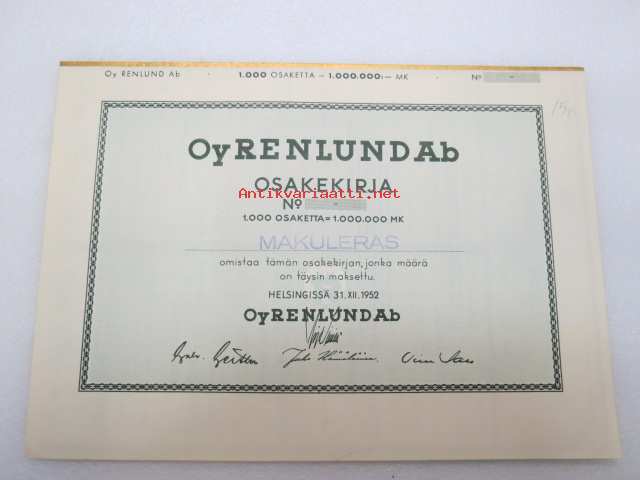 Oy RENLUND Ab · 1.000 OSAKETTA — 1.000.000:— MK · No -
15:-
Oy RENLUND Ab
OSAKEKIRJA
Antikvariaatti.net
No -
1.000 OSAKETTA = 1.000.000 MK
MAKULERAS
omistaa tämän osakekirjan, jonka määrä
on täysin maksettu.
HELSINGISSÄ 31. XII. 1952
Oy RENLUND Ab